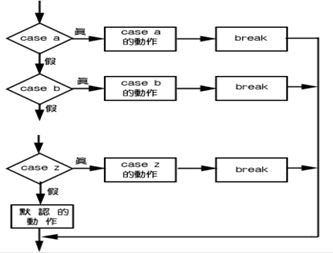 case a
真
case a
的動作
break
假
case b
真
case b
的動作
break
假
case z
真
case z
的動作
break
假
默認的
動作